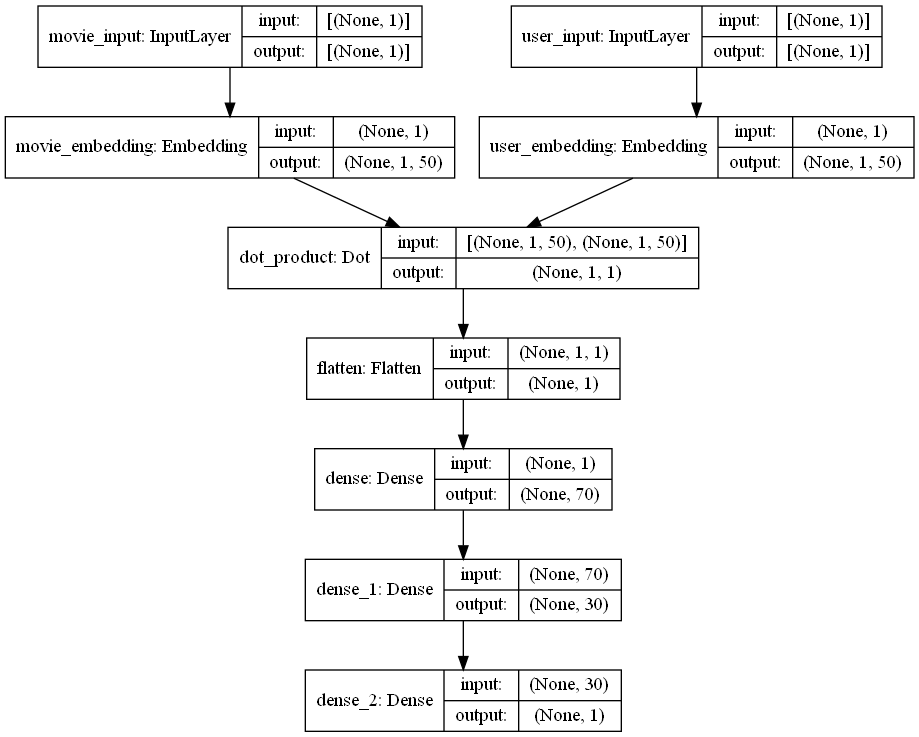 movie_input: InputLayer
input: [(None, 1)]
output: [(None, 1)]
user_input: InputLayer
input: [(None, 1)]
output: [(None, 1)]
movie_embedding: Embedding
input: (None, 1)
output: (None, 1, 50)
user_embedding: Embedding
input: (None, 1)
output: (None, 1, 50)
dot_product: Dot
input: [(None, 1, 50), (None, 1, 50)]
output: (None, 1, 1)
flatten: Flatten
input: (None, 1, 1)
output: (None, 1)
dense: Dense
input: (None, 1)
output: (None, 70)
dense_1: Dense
input: (None, 70)
output: (None, 30)
dense_2: Dense
input: (None, 30)
output: (None, 1)